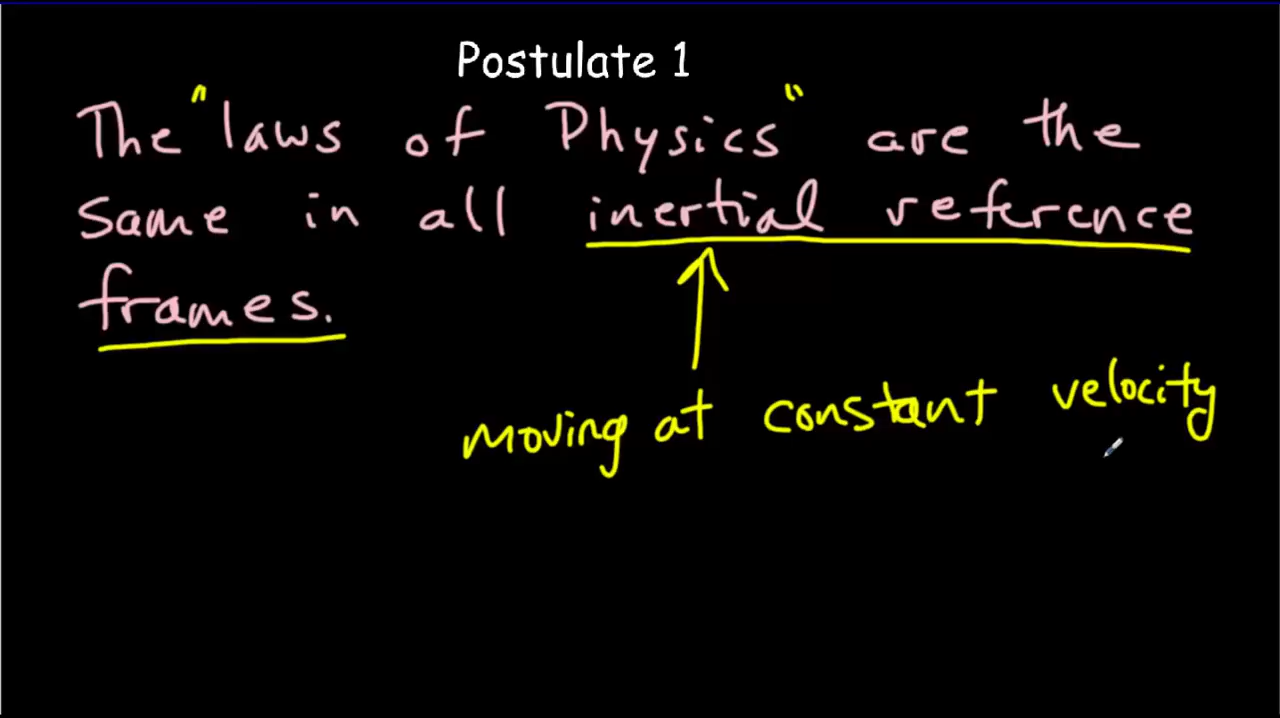 Postulate 1
The "laws of Physics" are the
same in all inertial reference
frames.
moving at constant velocity